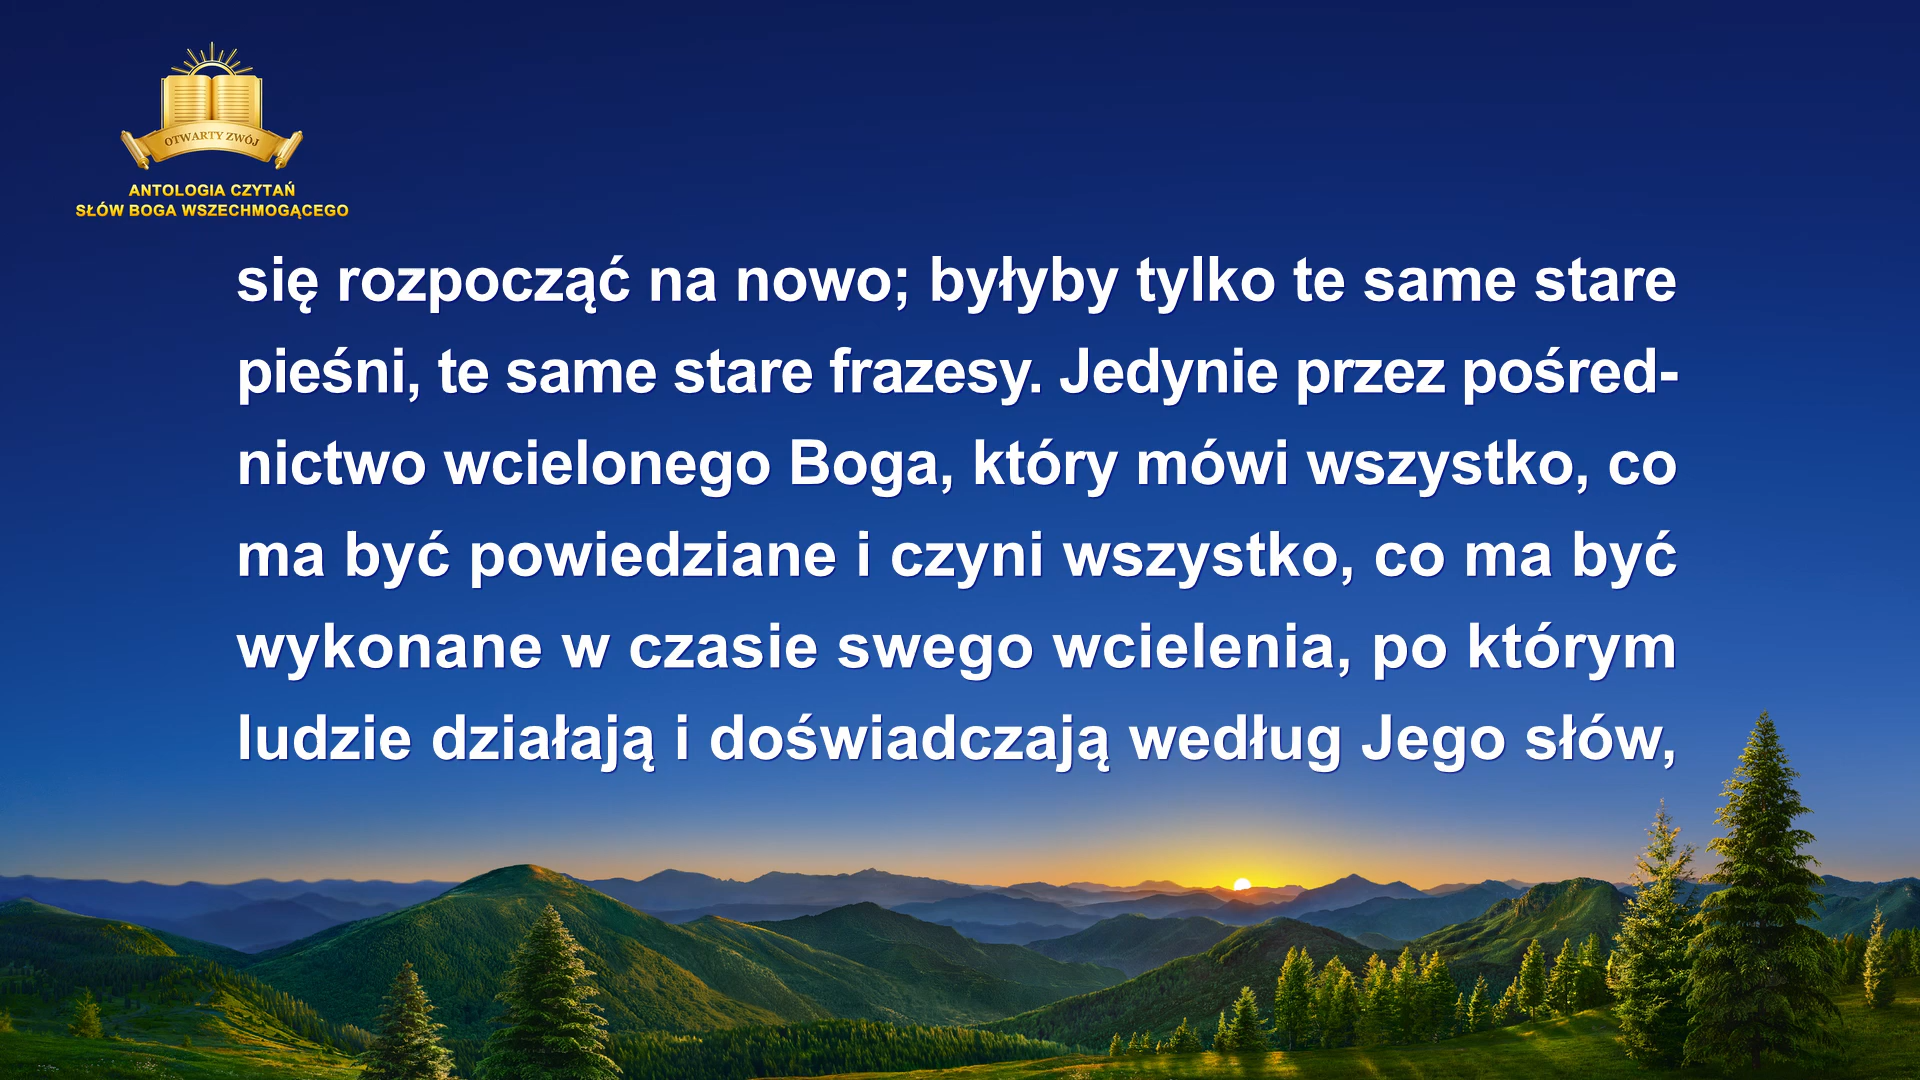 OTWARTY ZWÓJ
ANTOLOGIA CZYTAŃ
SŁÓW BOGA WSZECHMOGĄCEGO
się rozpocząć na nowo; byłyby tylko te same stare
pieśni, te same stare frazesy. Jedynie przez pośred-
nictwo wcielonego Boga, który mówi wszystko, co
ma być powiedziane i czyni wszystko, co ma być
wykonane w czasie swego wcielenia, po którym
ludzie działają i doświadczają według Jego słów,